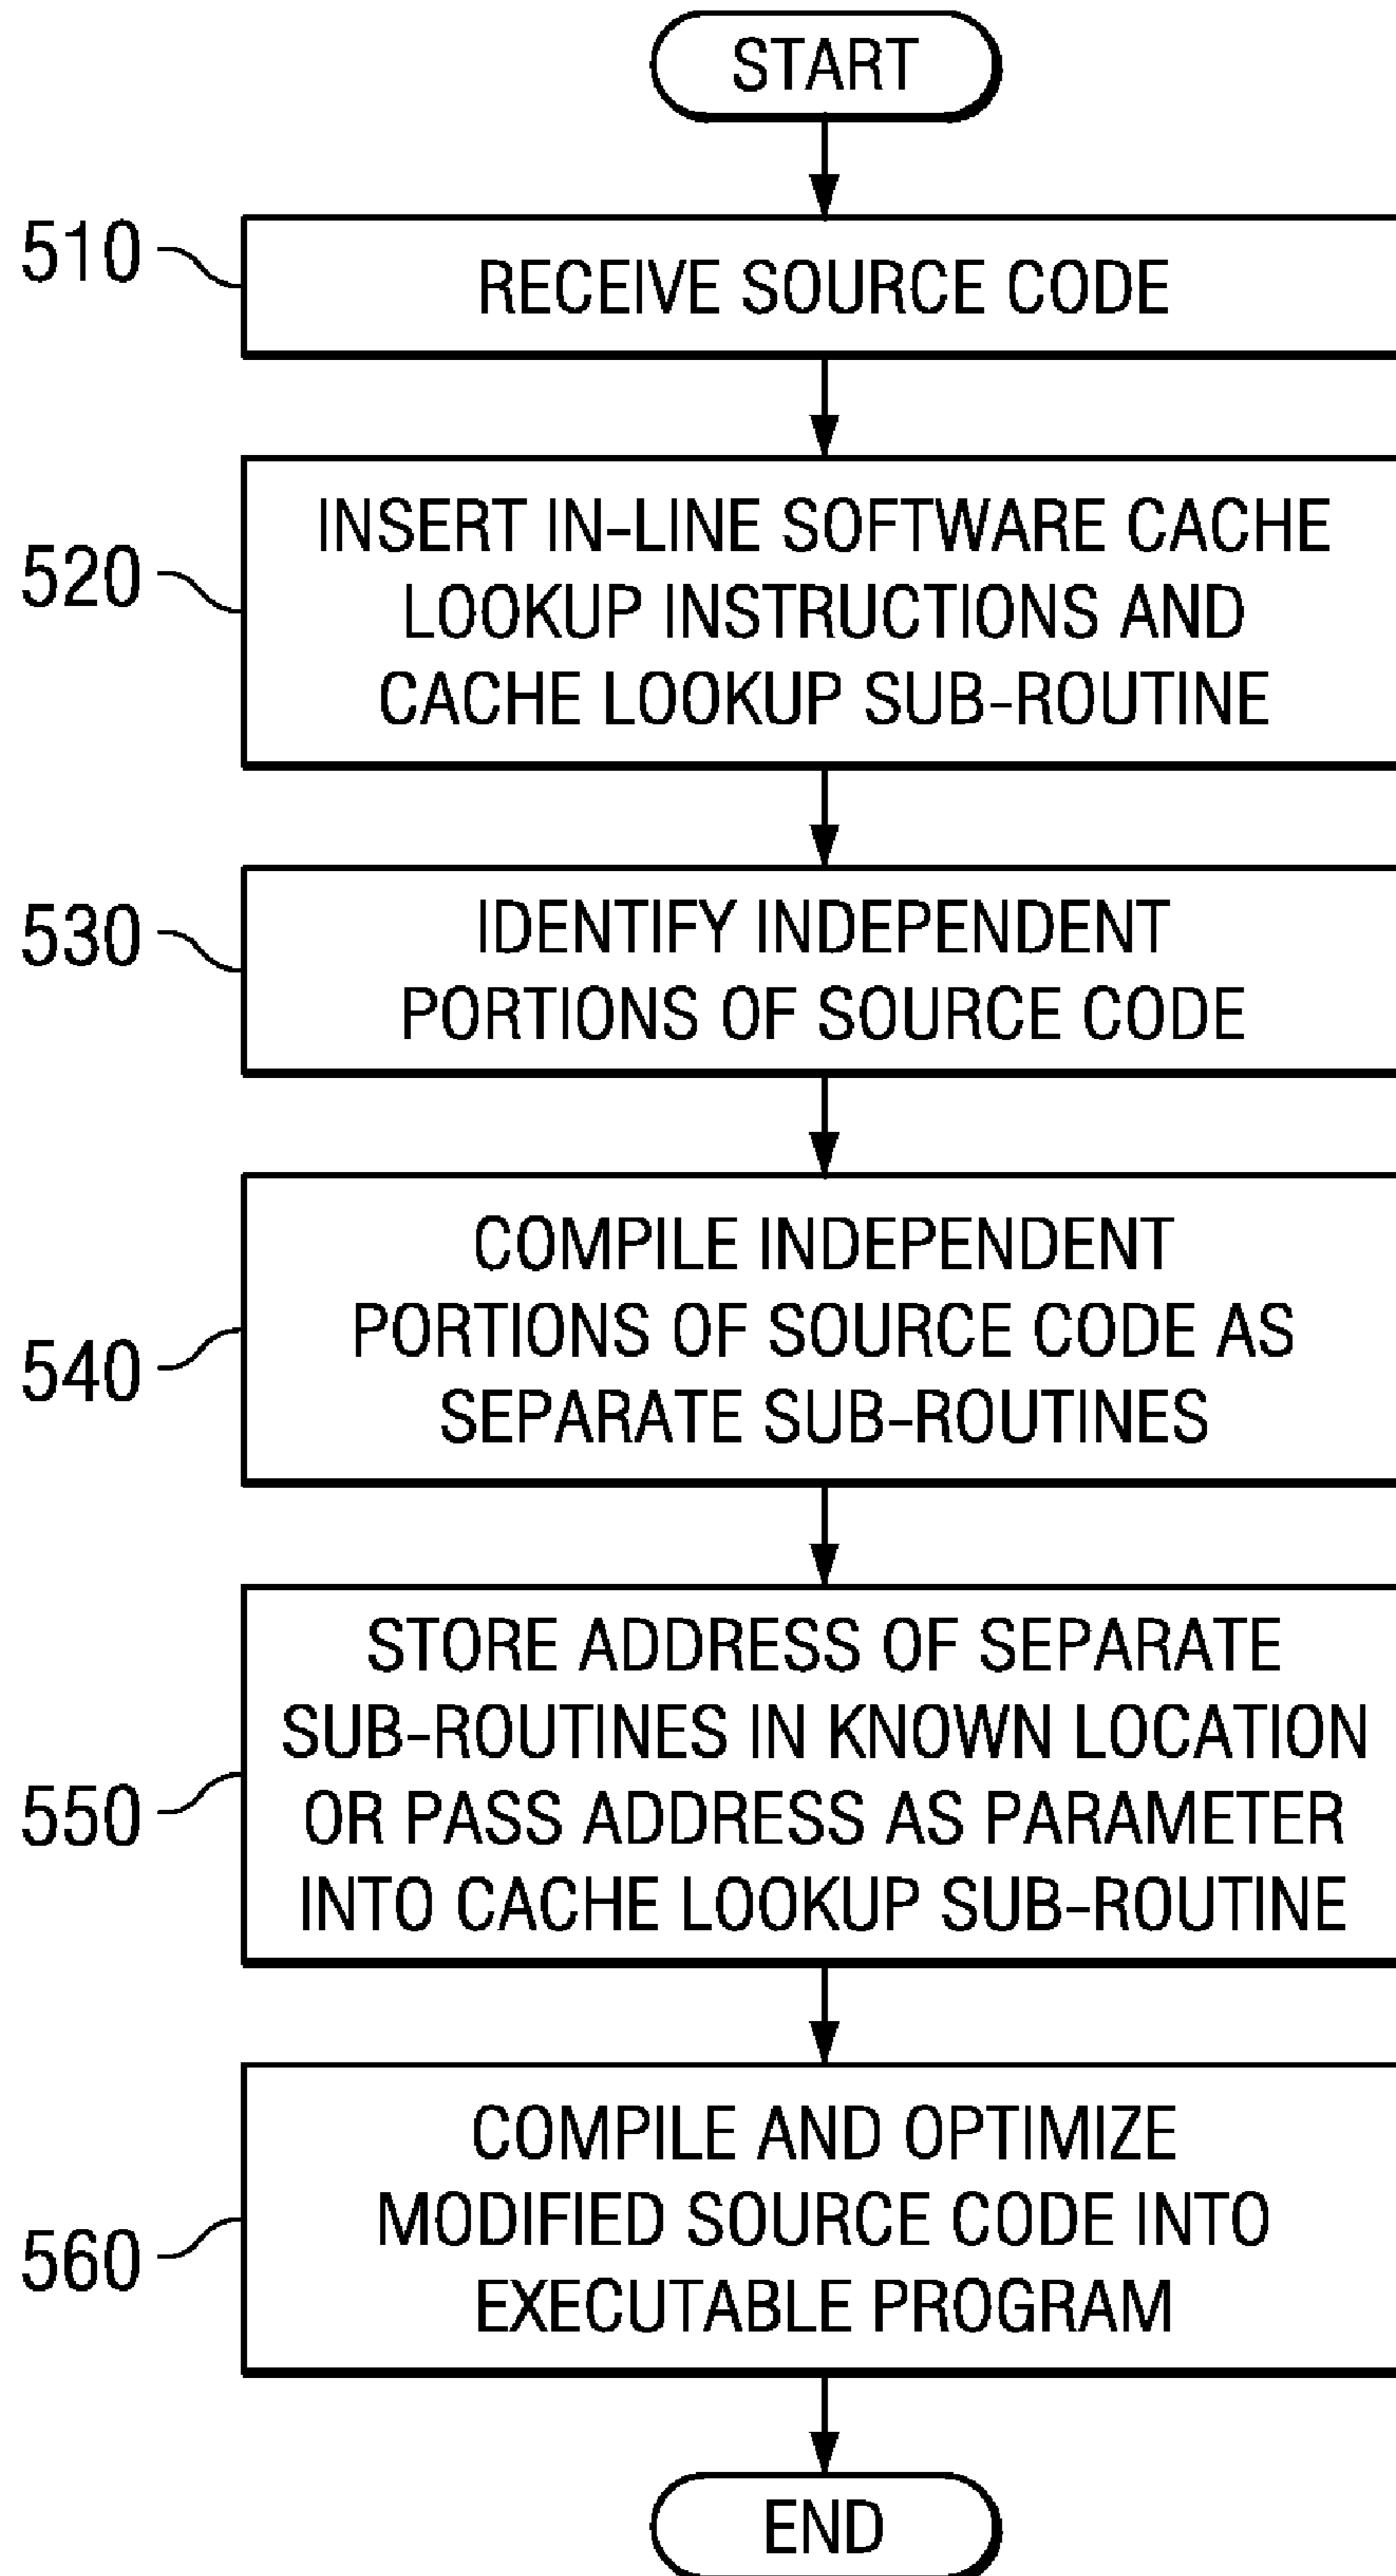 START
510
RECEIVE SOURCE CODE
520
INSERT IN-LINE SOFTWARE CACHE
LOOKUP INSTRUCTIONS AND
CACHE LOOKUP SUB-ROUTINE
530
IDENTIFY INDEPENDENT
PORTIONS OF SOURCE CODE
540
COMPILE INDEPENDENT
PORTIONS OF SOURCE CODE AS
SEPARATE SUB-ROUTINES
550
STORE ADDRESS OF SEPARATE
SUB-ROUTINES IN KNOWN LOCATION
OR PASS ADDRESS AS PARAMETER
INTO CACHE LOOKUP SUB-ROUTINE
560
COMPILE AND OPTIMIZE
MODIFIED SOURCE CODE INTO
EXECUTABLE PROGRAM
END